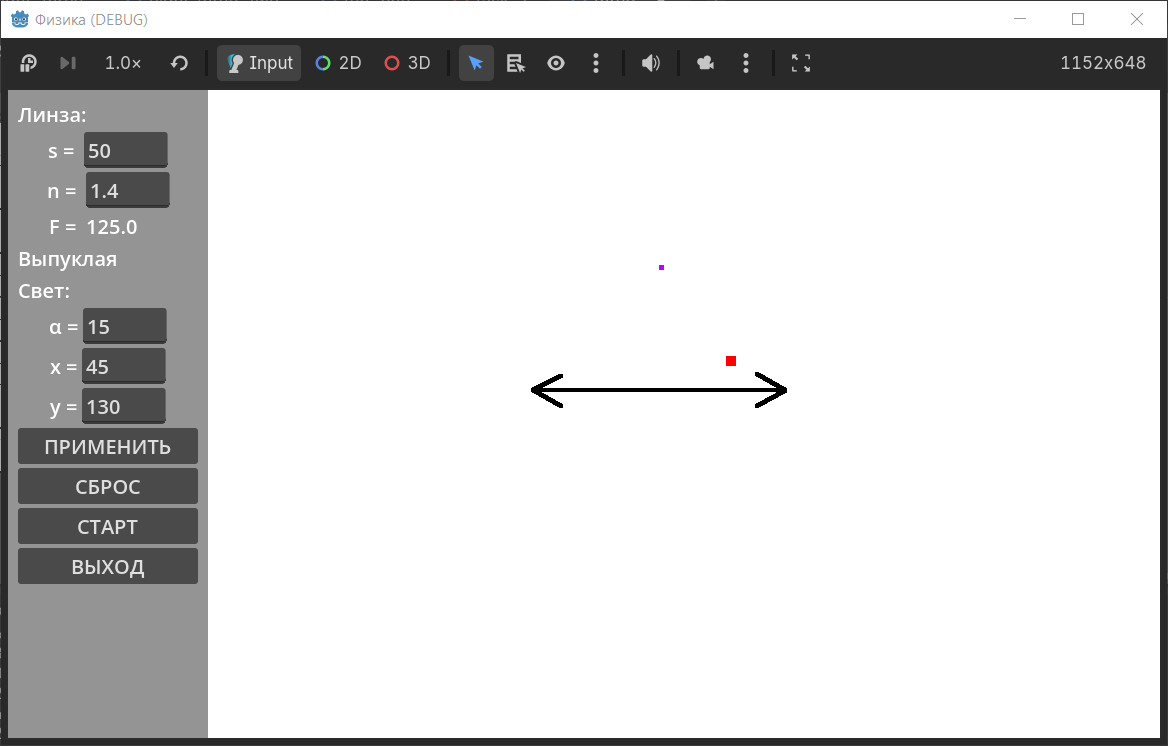 Физика (DEBUG)
1.0× Input 2D 3D 1152x648
Линза:
s = 50
n = 1.4
F = 125.0
Выпуклая
Свет:
α = 15
x = 45
y = 130
ПРИМЕНИТЬ
СБРОС
СТАРТ
ВЫХОД